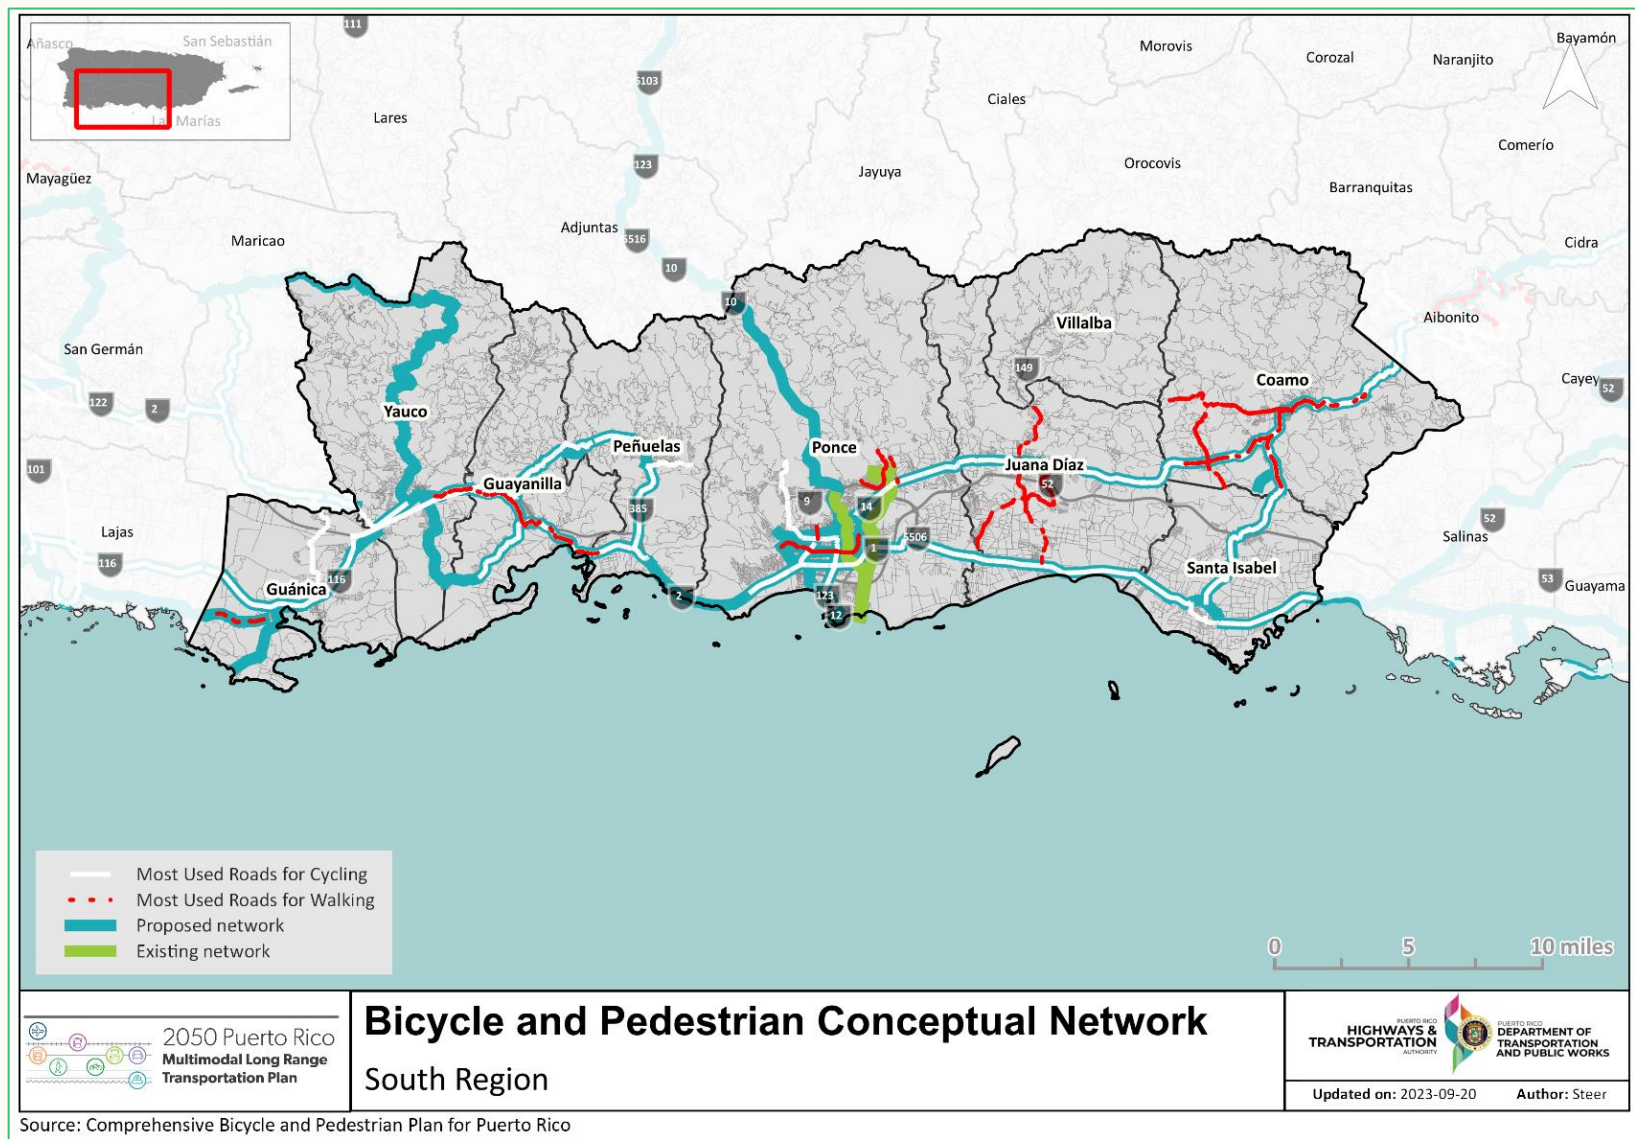 111
Añasco
San Sebastián
Las Marías
Lares
5103
Morovis
Corozal
Naranjito
Bayamón
Ciales
Comerío
123
Orocovis
Jayuya
Barranquitas
Mayagüez
Adjuntas
Maricao
5516
10
Cidra
10
Aibonito
Villalba
San Germán
149
Coamo
Cayey
52
122
2
Yauco
Peñuelas
Ponce
Juana Díaz
101
Guayanilla
52
385
9
14
52
Lajas
1
5506
Salinas
116
116
Guánica
Santa Isabel
53
Guayama
2
123
12
Most Used Roads for Cycling
Most Used Roads for Walking
Proposed network
Existing network
0 5 10 miles
2050 Puerto Rico
Multimodal Long Range
Transportation Plan
Bicycle and Pedestrian Conceptual Network
South Region
PUERTO RICO
HIGHWAYS &
TRANSPORTATION
AUTHORITY
PUERTO RICO
DEPARTMENT OF
TRANSPORTATION
AND PUBLIC WORKS
Updated on: 2023-09-20 Author: Steer
Source: Comprehensive Bicycle and Pedestrian Plan for Puerto Rico